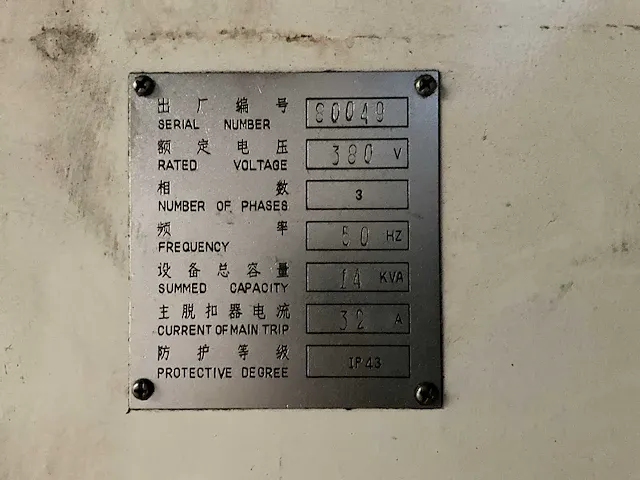 出厂编号 80049
SERIAL NUMBER
额定电压 380 V
RATED VOLTAGE
相数 3
NUMBER OF PHASES
频率 50 HZ
FREQUENCY
设备总容量 14 KVA
SUMMED CAPACITY
主脱扣器电流 32 A
CURRENT OF MAIN TRIP
防护等级 IP43
PROTECTIVE DEGREE